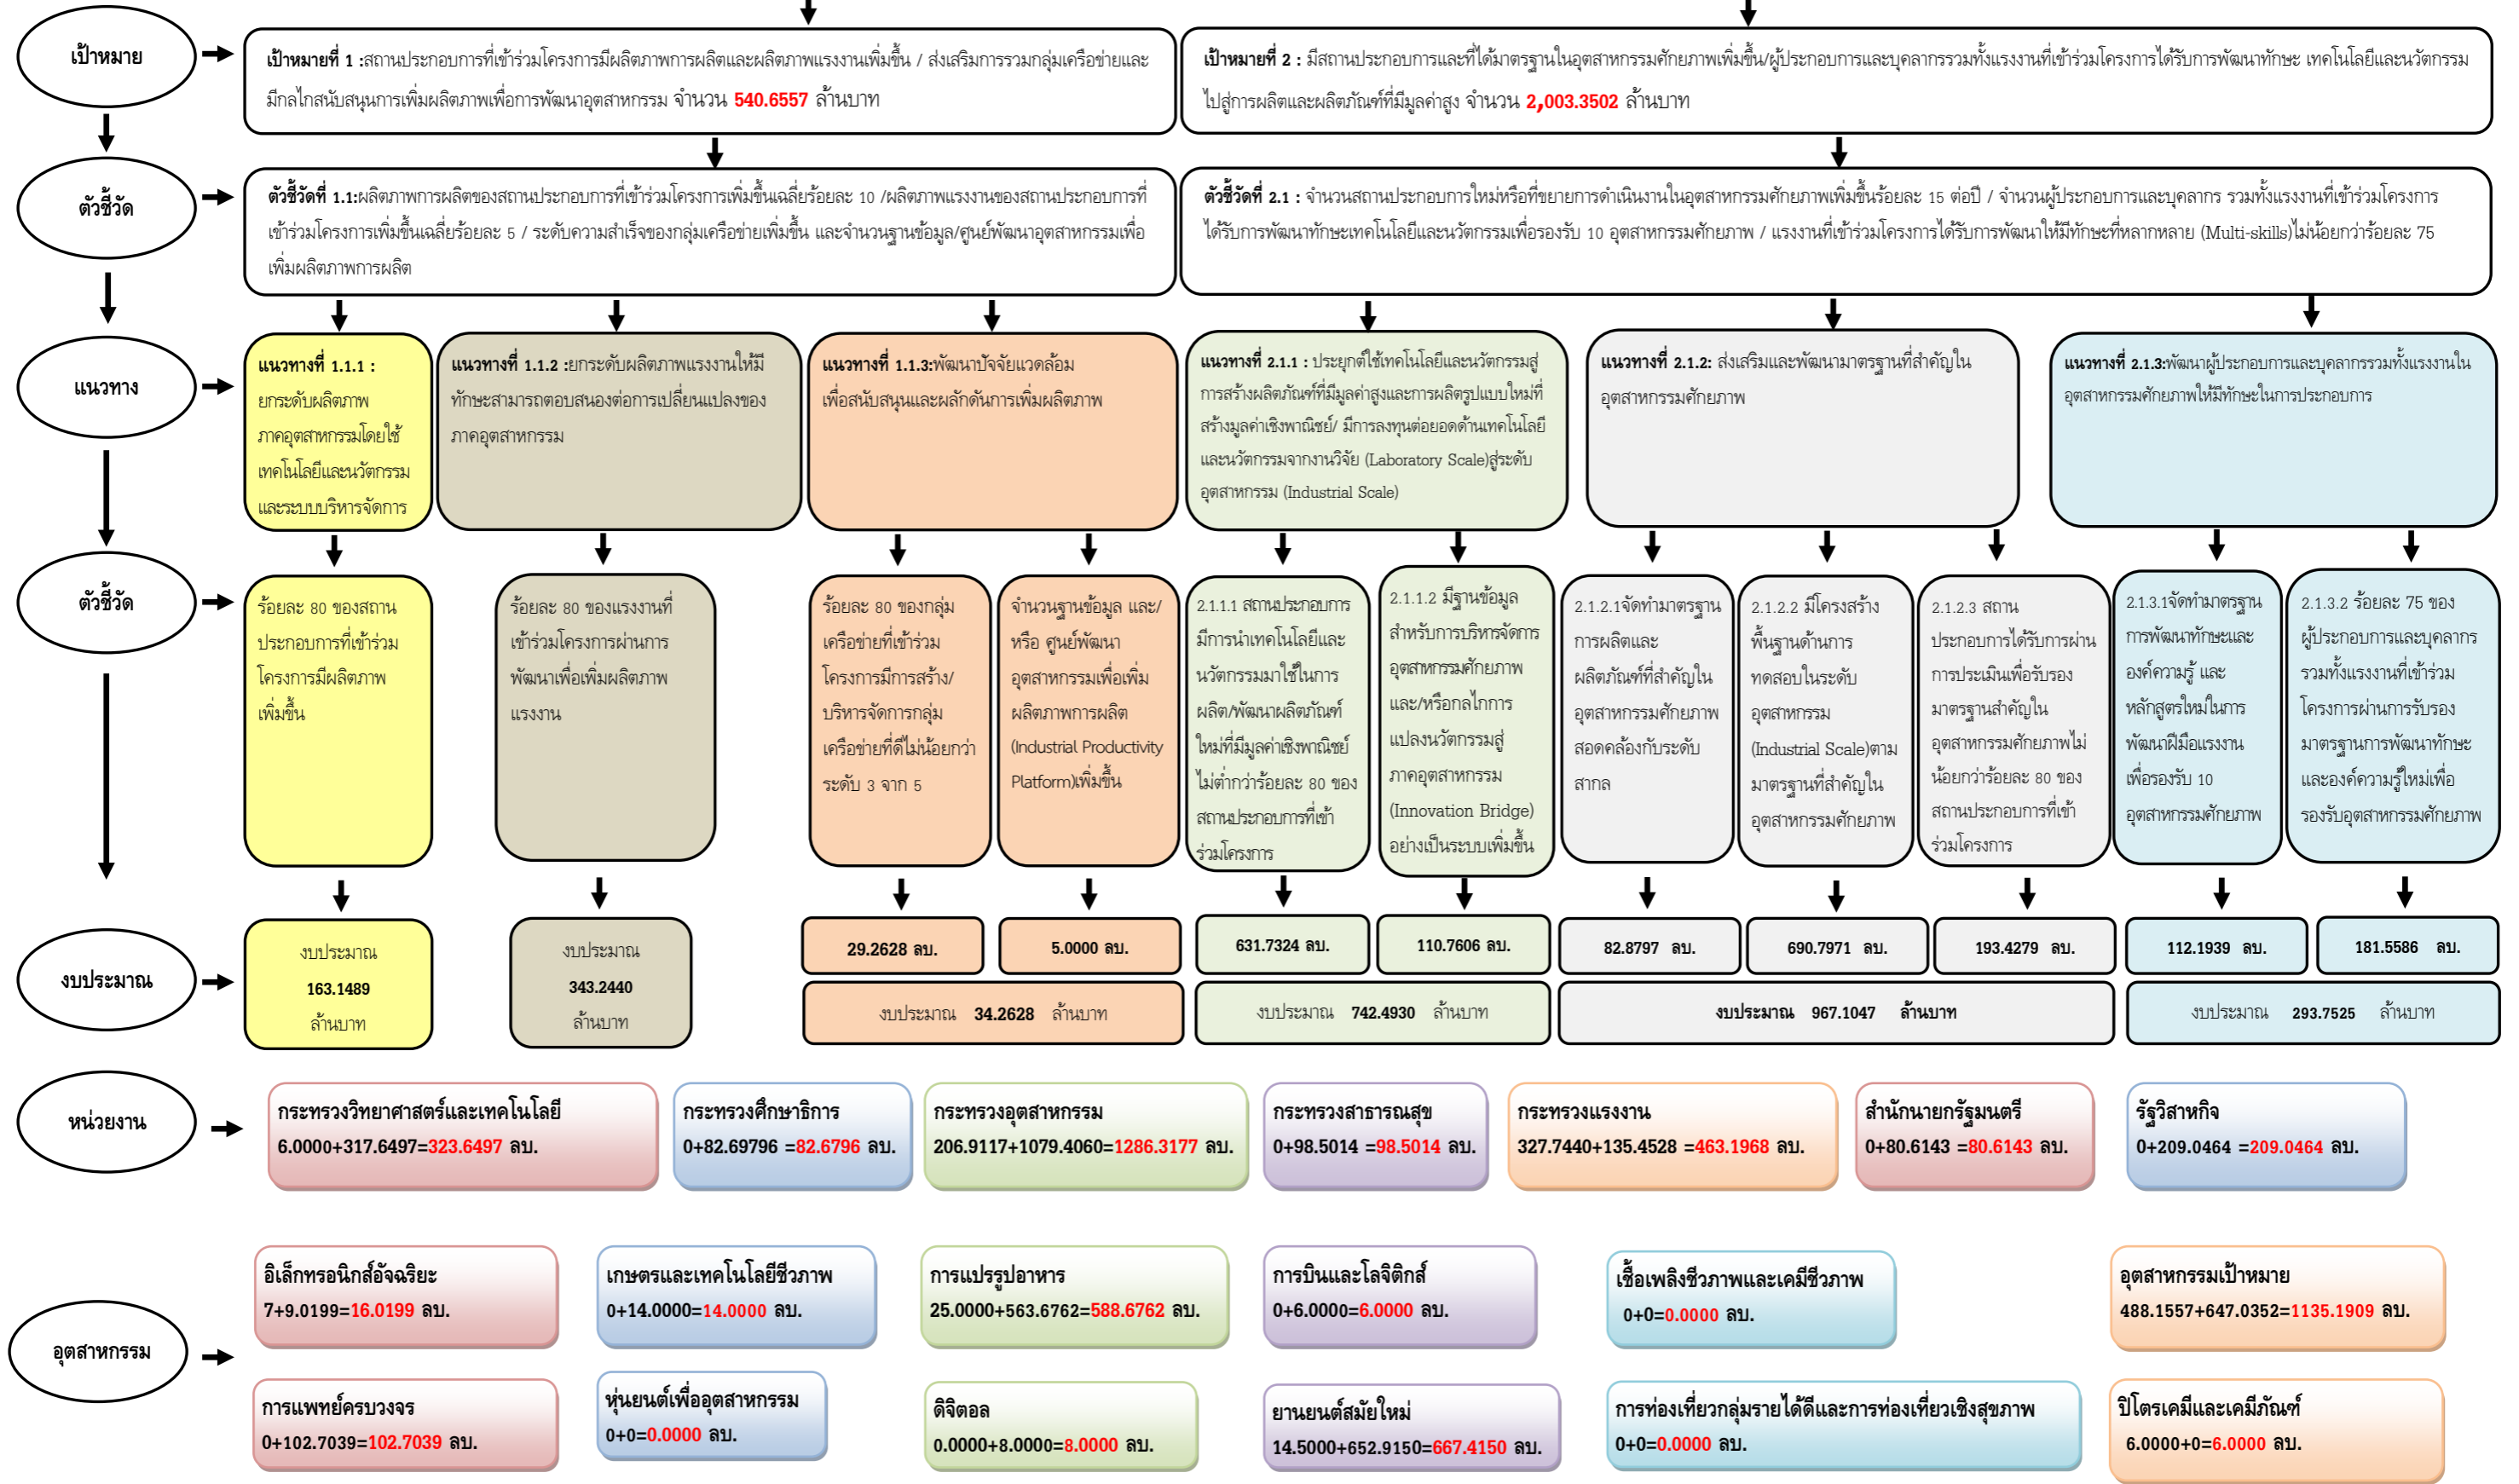 เป้าหมาย
เป้าหมายที่ 1 :สถานประกอบการที่เข้าร่วมโครงการมีผลิตภาพการผลิตและผลิตภาพแรงงานเพิ่มขึ้น / ส่งเสริมการรวมกลุ่มเครือข่ายและ
มีกลไกสนับสนุนการเพิ่มผลิตภาพเพื่อการพัฒนาอุตสาหกรรม จำนวน 540.6557 ล้านบาท
เป้าหมายที่ 2 : มีสถานประกอบการและที่ได้มาตรฐานในอุตสาหกรรมศักยภาพเพิ่มขึ้น/ผู้ประกอบการและบุคลากรรวมทั้งแรงงานที่เข้าร่วมโครงการได้รับการพัฒนาทักษะ เทคโนโลยีและนวัตกรรม
ไปสู่การผลิตและผลิตภัณฑ์ที่มีมูลค่าสูง จำนวน 2,003.3502 ล้านบาท
ตัวชี้วัด
ตัวชี้วัดที่ 1.1:ผลิตภาพการผลิตของสถานประกอบการที่เข้าร่วมโครงการเพิ่มขึ้นเฉลี่ยร้อยละ 10 /ผลิตภาพแรงงานของสถานประกอบการที่
เข้าร่วมโครงการเพิ่มขึ้นเฉลี่ยร้อยละ 5 / ระดับความสำเร็จของกลุ่มเครือข่ายเพิ่มขึ้น และจำนวนฐานข้อมูล/ศูนย์พัฒนาอุตสาหกรรมเพื่อ
เพิ่มผลิตภาพการผลิต
ตัวชี้วัดที่ 2.1 : จำนวนสถานประกอบการใหม่หรือที่ขยายการดำเนินงานในอุตสาหกรรมศักยภาพเพิ่มขึ้นร้อยละ 15 ต่อปี / จำนวนผู้ประกอบการและบุคลากร รวมทั้งแรงงานที่เข้าร่วมโครงการ
ได้รับการพัฒนาทักษะเทคโนโลยีและนวัตกรรมเพื่อรองรับ 10 อุตสาหกรรมศักยภาพ / แรงงานที่เข้าร่วมโครงการได้รับการพัฒนาให้มีทักษะที่หลากหลาย (Multi-skills)ไม่น้อยกว่าร้อยละ 75
แนวทาง
แนวทางที่ 1.1.1 :
ยกระดับผลิตภาพ
ภาคอุตสาหกรรมโดยใช้
เทคโนโลยีและนวัตกรรม
และระบบบริหารจัดการ
แนวทางที่ 1.1.2 :ยกระดับผลิตภาพแรงงานให้มี
ทักษะสามารถตอบสนองต่อการเปลี่ยนแปลงของ
ภาคอุตสาหกรรม
แนวทางที่ 1.1.3:พัฒนาปัจจัยแวดล้อม
เพื่อสนับสนุนและผลักดันการเพิ่มผลิตภาพ
แนวทางที่ 2.1.1 : ประยุกต์ใช้เทคโนโลยีและนวัตกรรมสู่
การสร้างผลิตภัณฑ์ที่มีมูลค่าสูงและการผลิตรูปแบบใหม่ที่
สร้างมูลค่าเชิงพาณิชย์/ มีการลงทุนต่อยอดด้านเทคโนโลยี
และนวัตกรรมจากงานวิจัย (Laboratory Scale)สู่ระดับ
อุตสาหกรรม (Industrial Scale)
แนวทางที่ 2.1.2: ส่งเสริมและพัฒนามาตรฐานที่สำคัญใน
อุตสาหกรรมศักยภาพ
แนวทางที่ 2.1.3:พัฒนาผู้ประกอบการและบุคลากรรวมทั้งแรงงานใน
อุตสาหกรรมศักยภาพให้มีทักษะในการประกอบการ
ตัวชี้วัด
ร้อยละ 80 ของสถาน
ประกอบการที่เข้าร่วม
โครงการมีผลิตภาพ
เพิ่มขึ้น
ร้อยละ 80 ของแรงงานที่
เข้าร่วมโครงการผ่านการ
พัฒนาเพื่อเพิ่มผลิตภาพ
แรงงาน
ร้อยละ 80 ของกลุ่ม
เครือข่ายที่เข้าร่วม
โครงการมีการสร้าง/
บริหารจัดการกลุ่ม
เครือข่ายที่ดีไม่น้อยกว่า
ระดับ 3 จาก 5
จำนวนฐานข้อมูล และ/
หรือ ศูนย์พัฒนา
อุตสาหกรรมเพื่อเพิ่ม
ผลิตภาพการผลิต
(Industrial Productivity
Platform)เพิ่มขึ้น
2.1.1.1 สถานประกอบการ
มีการนำเทคโนโลยีและ
นวัตกรรมมาใช้ในการ
ผลิต/พัฒนาผลิตภัณฑ์
ใหม่ที่มีมูลค่าเชิงพาณิชย์
ไม่ต่ำกว่าร้อยละ 80 ของ
สถานประกอบการที่เข้า
ร่วมโครงการ
2.1.1.2 มีฐานข้อมูล
สำหรับการบริหารจัดการ
อุตสาหกรรมศักยภาพ
และ/หรือกลไกการ
แปลงนวัตกรรมสู่
ภาคอุตสาหกรรม
(Innovation Bridge)
อย่างเป็นระบบเพิ่มขึ้น
2.1.2.1จัดทำมาตรฐาน
การผลิตและ
ผลิตภัณฑ์ที่สำคัญใน
อุตสาหกรรมศักยภาพ
สอดคล้องกับระดับ
สากล
2.1.2.2 มีโครงสร้าง
พื้นฐานด้านการ
ทดสอบในระดับ
อุตสาหกรรม
(Industrial Scale)ตาม
มาตรฐานที่สำคัญใน
อุตสาหกรรมศักยภาพ
2.1.2.3 สถาน
ประกอบการได้รับการผ่าน
การประเมินเพื่อรับรอง
มาตรฐานสำคัญใน
อุตสาหกรรมศักยภาพไม่
น้อยกว่าร้อยละ 80 ของ
สถานประกอบการที่เข้า
ร่วมโครงการ
2.1.3.1จัดทำมาตรฐาน
การพัฒนาทักษะและ
องค์ความรู้ และ
หลักสูตรใหม่ในการ
พัฒนาฝีมือแรงงาน
เพื่อรองรับ 10
อุตสาหกรรมศักยภาพ
2.1.3.2 ร้อยละ 75 ของ
ผู้ประกอบการและบุคลากร
รวมทั้งแรงงานที่เข้าร่วม
โครงการผ่านการรับรอง
มาตรฐานการพัฒนาทักษะ
และองค์ความรู้ใหม่เพื่อ
รองรับอุตสาหกรรมศักยภาพ
งบประมาณ
งบประมาณ
163.1489
ล้านบาท
งบประมาณ
343.2440
ล้านบาท
29.2628 ลบ.
5.0000 ลบ.
631.7324 ลบ.
110.7606 ลบ.
82.8797 ลบ.
690.7971 ลบ.
193.4279 ลบ.
112.1939 ลบ.
181.5586 ลบ.
งบประมาณ 34.2628 ล้านบาท
งบประมาณ 742.4930 ล้านบาท
งบประมาณ 967.1047 ล้านบาท
งบประมาณ 293.7525 ล้านบาท
หน่วยงาน
กระทรวงวิทยาศาสตร์และเทคโนโลยี
6.0000+317.6497=323.6497 ลบ.
กระทรวงศึกษาธิการ
0+82.69796 =82.6796 ลบ.
กระทรวงอุตสาหกรรม
206.9117+1079.4060=1286.3177 ลบ.
กระทรวงสาธารณสุข
0+98.5014 =98.5014 ลบ.
กระทรวงแรงงาน
327.7440+135.4528 =463.1968 ลบ.
สำนักนายกรัฐมนตรี
0+80.6143 =80.6143 ลบ.
รัฐวิสาหกิจ
0+209.0464 =209.0464 ลบ.
อุตสาหกรรม
อิเล็กทรอนิกส์อัจฉริยะ
7+9.0199=16.0199 ลบ.
เกษตรและเทคโนโลยีชีวภาพ
0+14.0000=14.0000 ลบ.
การแปรรูปอาหาร
25.0000+563.6762=588.6762 ลบ.
การบินและโลจิติกส์
0+6.0000=6.0000 ลบ.
เชื้อเพลิงชีวภาพและเคมีชีวภาพ
0+0=0.0000 ลบ.
อุตสาหกรรมเป้าหมาย
488.1557+647.0352=1135.1909 ลบ.
การแพทย์ครบวงจร
0+102.7039=102.7039 ลบ.
หุ่นยนต์เพื่ออุตสาหกรรม
0+0=0.0000 ลบ.
ดิจิตอล
0.0000+8.0000=8.0000 ลบ.
ยานยนต์สมัยใหม่
14.5000+652.9150=667.4150 ลบ.
การท่องเที่ยวกลุ่มรายได้ดีและการท่องเที่ยวเชิงสุขภาพ
0+0=0.0000 ลบ.
ปิโตรเคมีและเคมีภัณฑ์
6.0000+0=6.0000 ลบ.